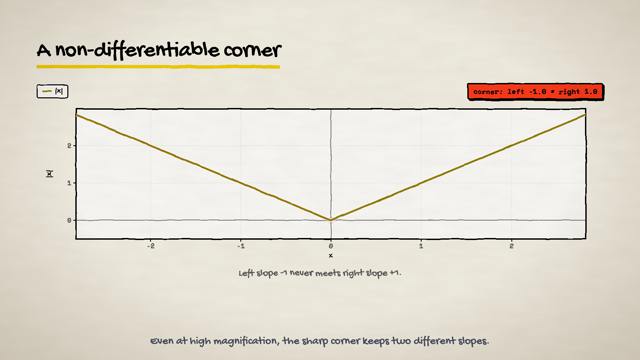 A non-differentiable corner
|x|
corner: left -1.0 ≠ right 1.0
|x|
2
1
0
-2
-1
0
1
2
x
Left slope -1 never meets right slope +1.
Even at high magnification, the sharp corner keeps two different slopes.